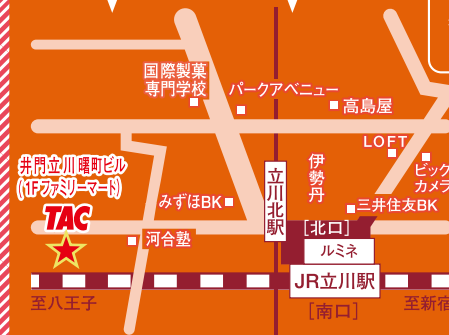 国際製菓
専門学校
パークアベニュー
高島屋
LOFT
ビック
カメラ
井門立川曙町ビル
(1Fファミリーマート)
TAC
みずほBK
河合塾
立川北駅
伊勢丹
三井住友BK
[北口]
ルミネ
JR立川駅
[南口]
至八王子
至新宿